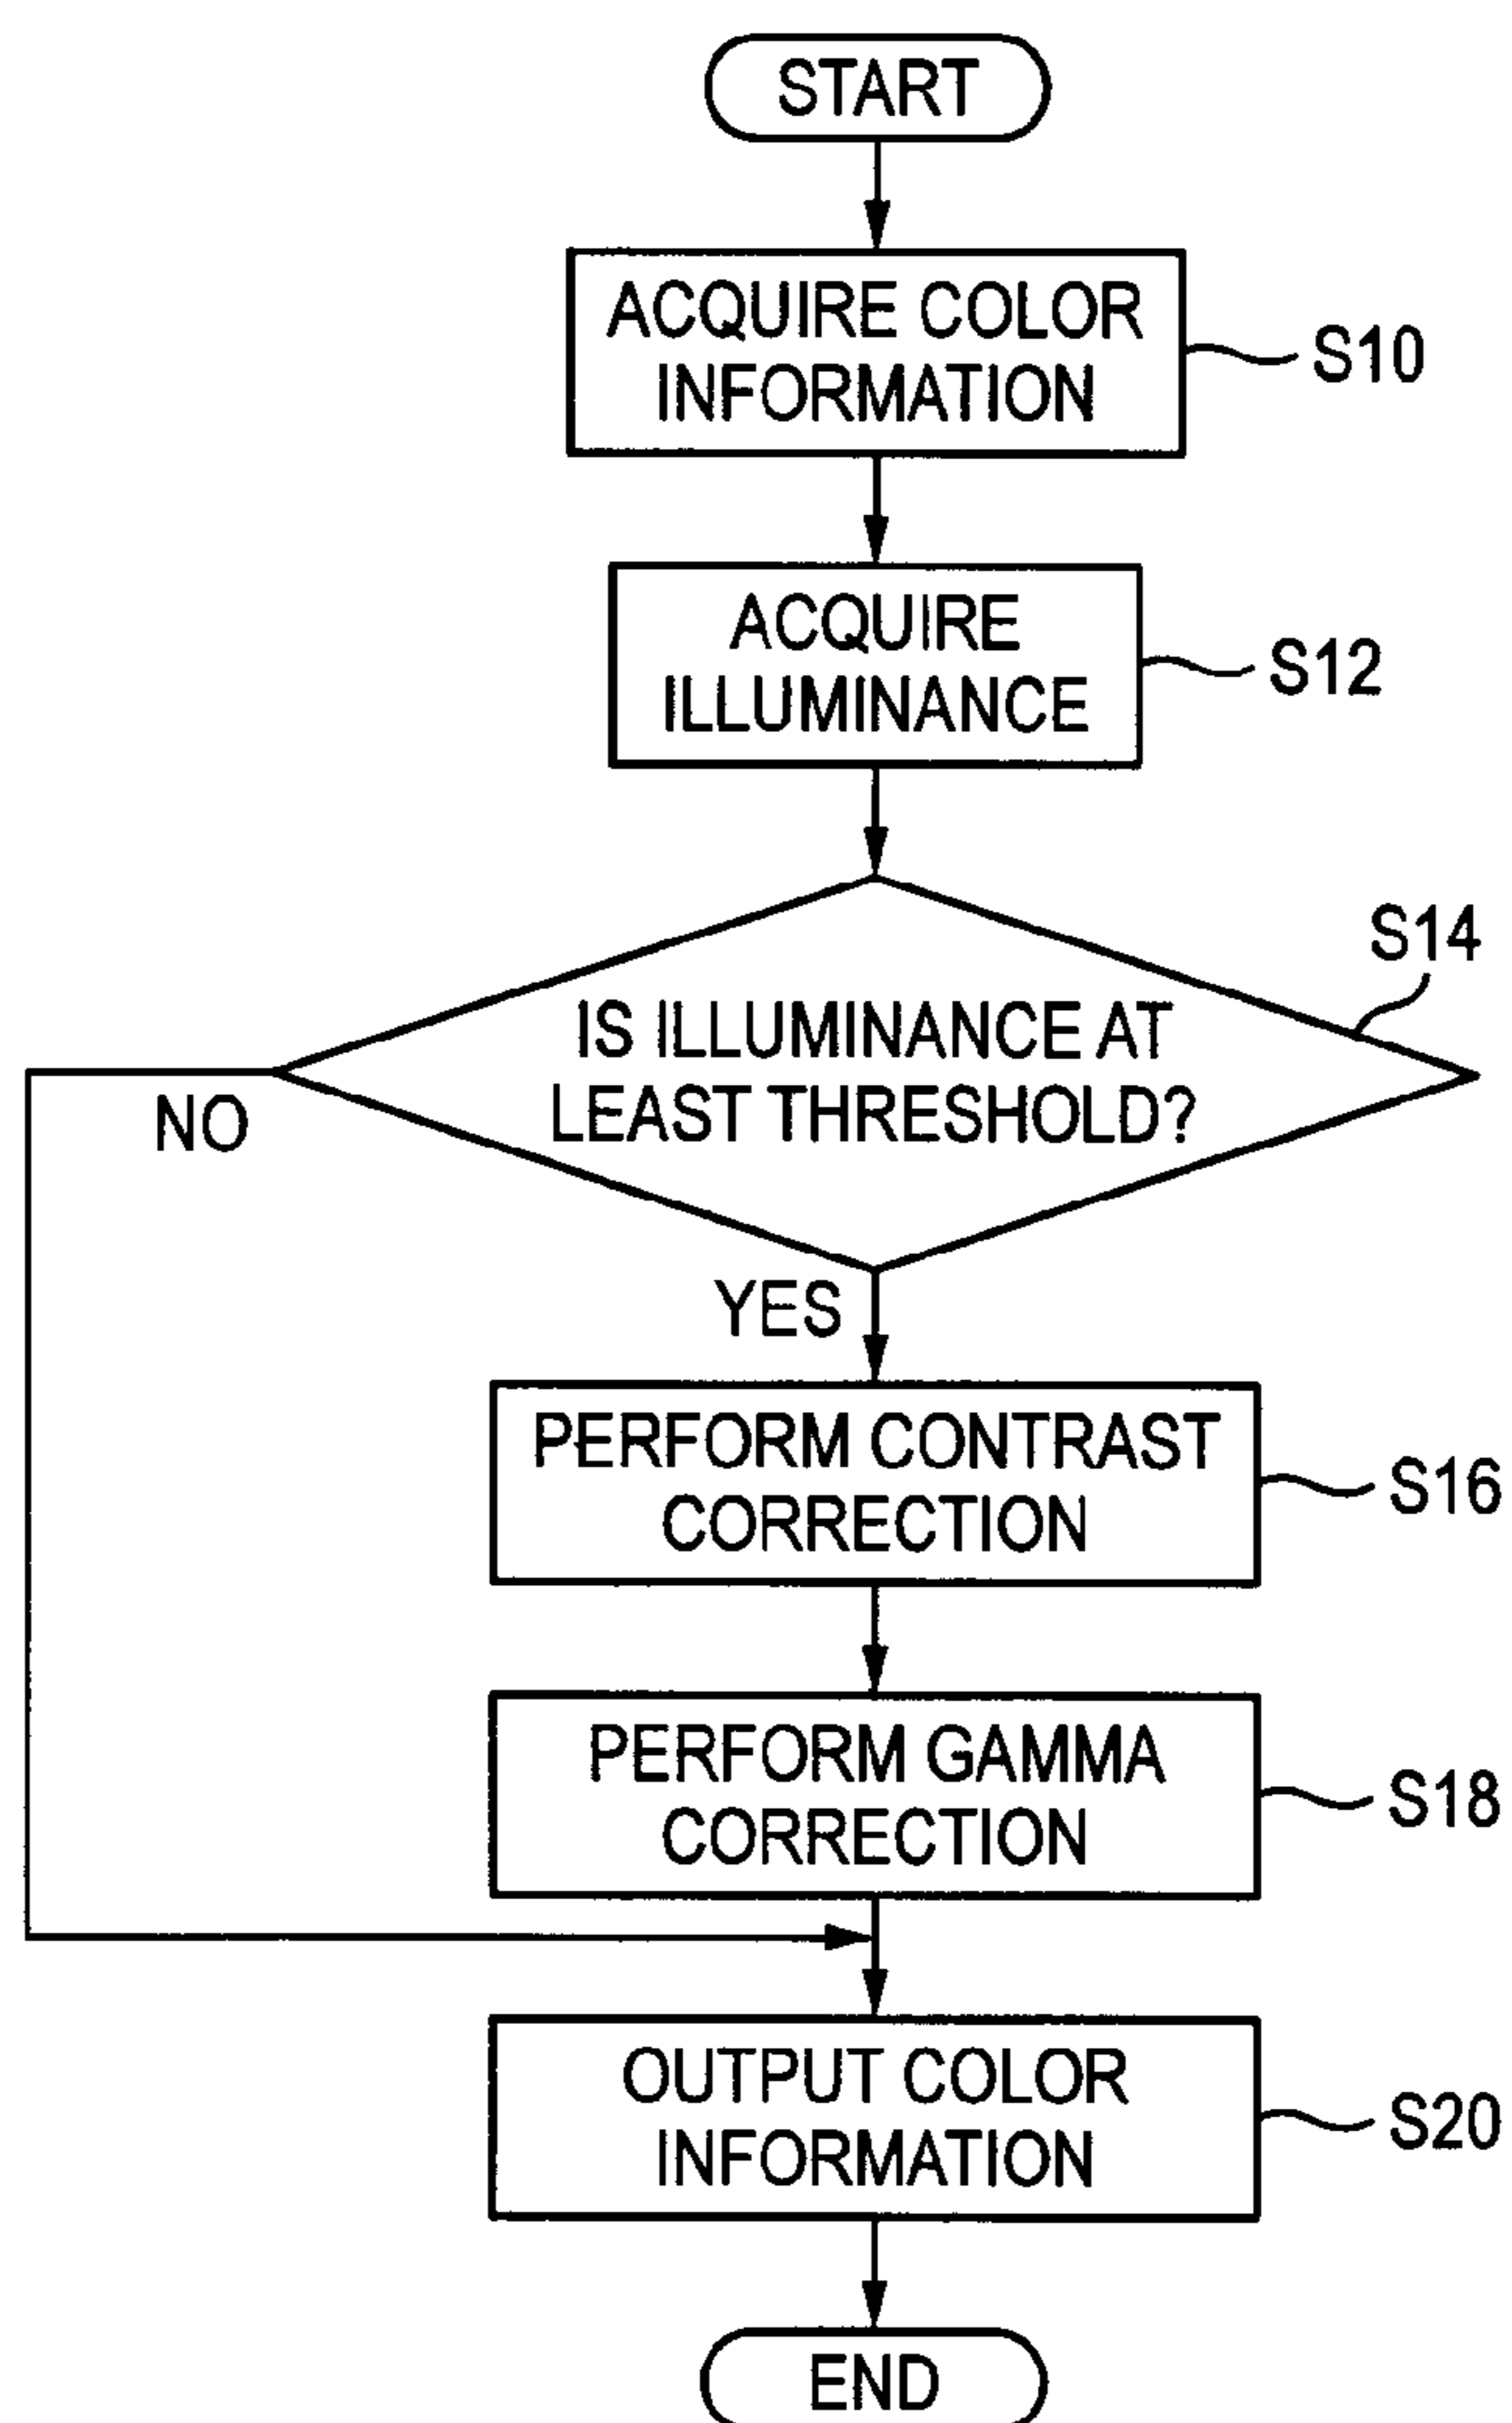 START
ACQUIRE COLOR
INFORMATION
S10
ACQUIRE
ILLUMINANCE
S12
S14
IS ILLUMINANCE AT
LEAST THRESHOLD?
NO
YES
PERFORM CONTRAST
CORRECTION
S16
PERFORM GAMMA
CORRECTION
S18
OUTPUT COLOR
INFORMATION
S20
END